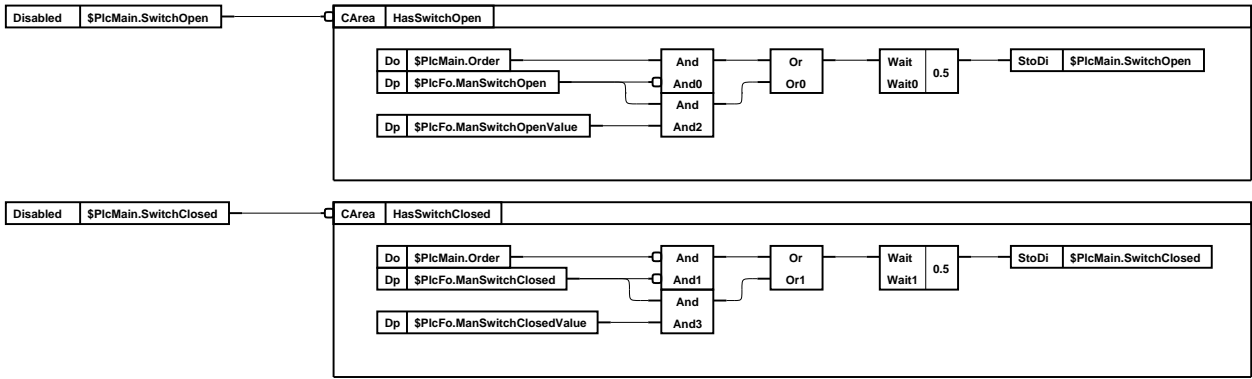 Disabled $PlcMain.SwitchOpen CArea HasSwitchOpen
Do $PlcMain.Order And Or Wait 0.5 StoDi $PlcMain.SwitchOpen
Dp $PlcFo.ManSwitchOpen And0 Or0 Wait0
And
Dp $PlcFo.ManSwitchOpenValue And2
Disabled $PlcMain.SwitchClosed CArea HasSwitchClosed
Do $PlcMain.Order And Or Wait 0.5 StoDi $PlcMain.SwitchClosed
Dp $PlcFo.ManSwitchClosed And1 Or1 Wait1
And
Dp $PlcFo.ManSwitchClosedValue And3